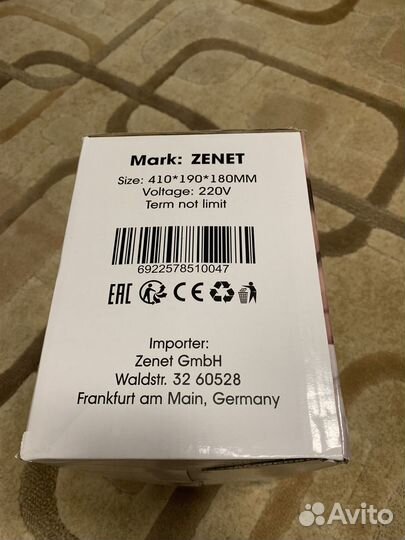 Mark: ZENET
Size: 410*190*180MM
Voltage: 220V
Term not limit
6922578510047
EAC CE
Importer:
Zenet GmbH
Waldstr. 32 60528
Frankfurt am Main, Germany
Avito